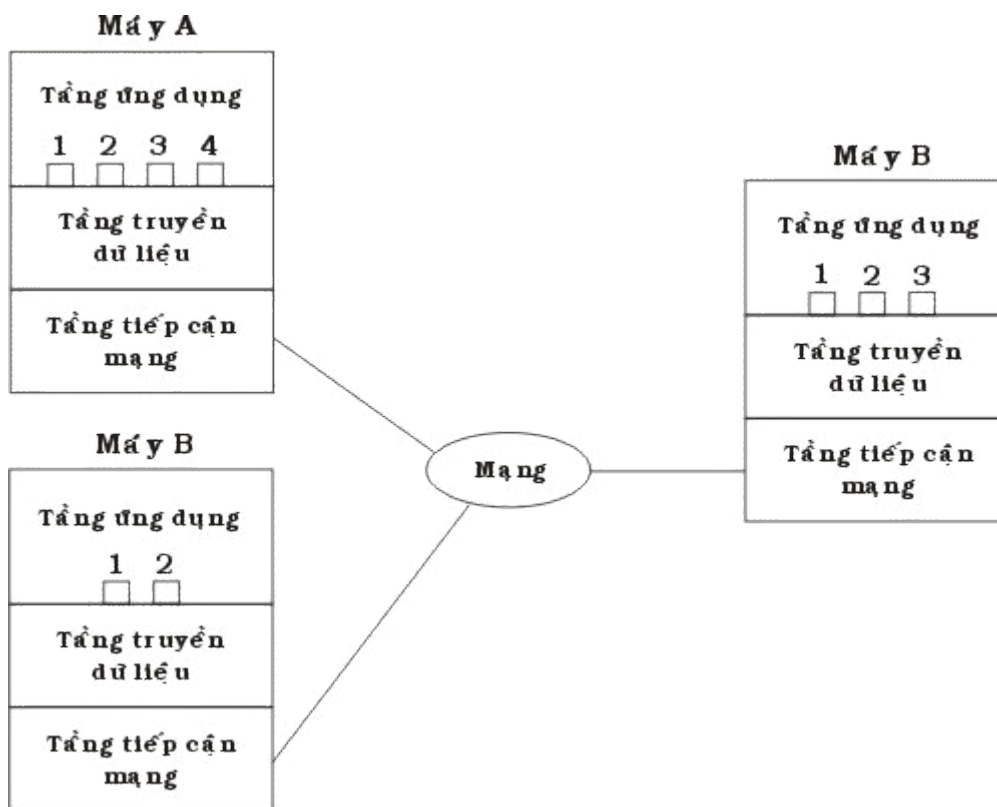 Máy A
Tầng ứng dụng
1 2 3 4
Tầng truyền
dữ liệu
Tầng tiếp cận
mạng
Máy B
Tầng ứng dụng
1 2
Tầng truyền
dữ liệu
Tầng tiếp cận
mạng
Mạng
Máy B
Tầng ứng dụng
1 2 3
Tầng truyền
dữ liệu
Tầng tiếp cận
mạng